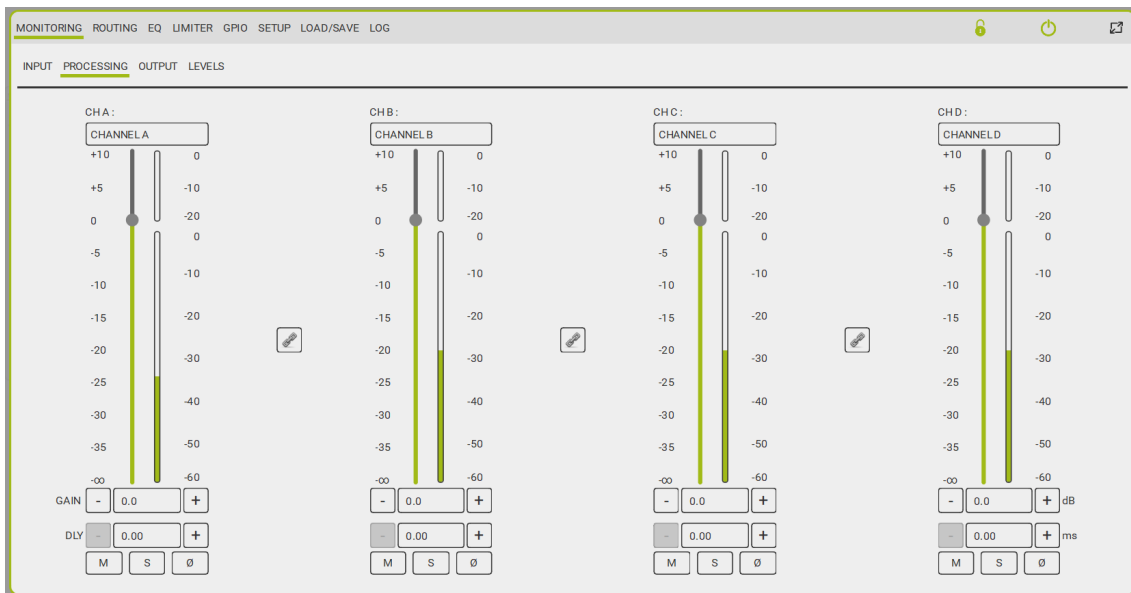 MONITORING ROUTING EQ LIMITER GPIO SETUP LOAD/SAVE LOG
INPUT PROCESSING OUTPUT LEVELS
CH A : CH B : CH C : CH D :
CHANNEL A CHANNEL B CHANNEL C CHANNEL D
+10 0 +10 0 +10 0 +10 0
+5 -10 +5 -10 +5 -10 +5 -10
0 -20 0 -20 0 -20 0 -20
0 0 0 0
-5 -5 -5 -5
-10 -10 -10 -10
-10 -10 -10 -10
-15 -20 -15 -20 -15 -20 -15 -20
-20 -30 -20 -30 -20 -30 -20 -30
-25 -25 -25 -25
-40 -40 -40 -40
-30 -30 -30 -30
-35 -50 -35 -50 -35 -50 -35 -50
-∞ -60 -∞ -60 -∞ -60 -∞ -60
GAIN - 0.0 + - 0.0 + - 0.0 + - 0.0 + dB
DLY - 0.00 + - 0.00 + - 0.00 + - 0.00 + ms
M S Ø M S Ø M S Ø M S Ø